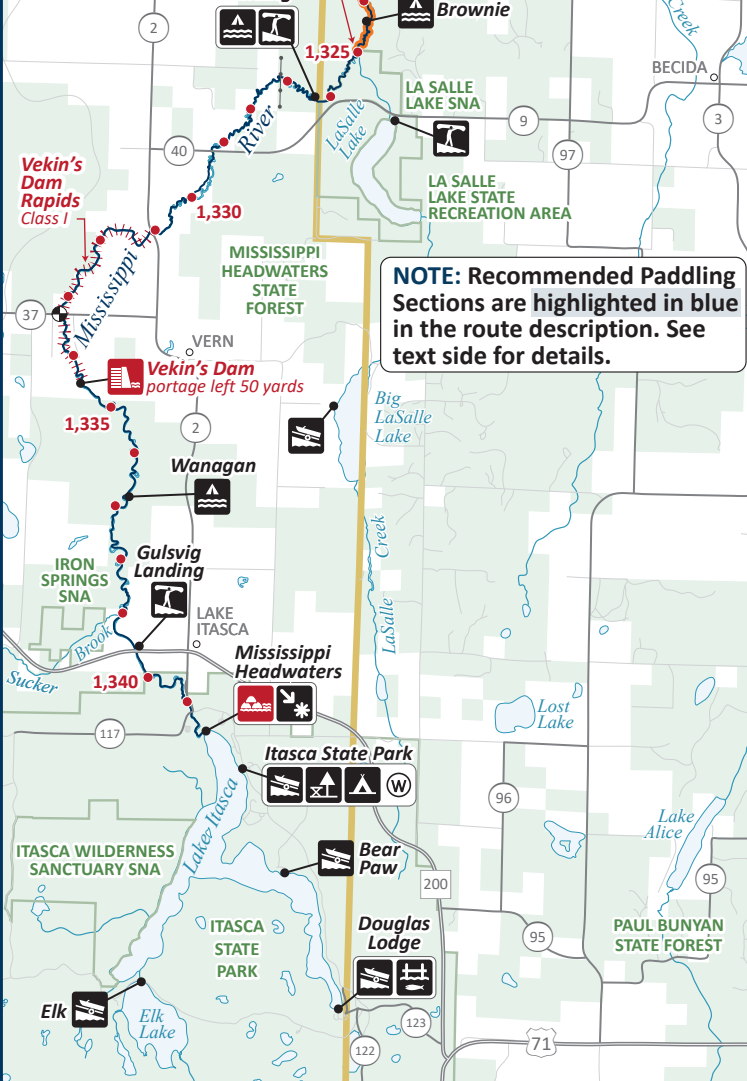 2
Brownie
Creek
1,325
BECIDA
LA SALLE
LAKE SNA
River
LaSalle
Lake
9
3
40
97
Vekin's
Dam
Rapids
Class I
LA SALLE
LAKE STATE
RECREATION AREA
1,330
MISSISSIPPI
HEADWATERS
STATE
FOREST
Mississippi
NOTE: Recommended Paddling
Sections are highlighted in blue
in the route description. See
text side for details.
37
VERN
Vekin's Dam
portage left 50 yards
1,335
Big
LaSalle
Lake
2
Wanagan
Creek
LaSalle
Gulsvig
Landing
IRON
SPRINGS
SNA
LAKE
ITASCA
Brook
Sucker
Mississippi
Headwaters
1,340
Lost
Lake
117
Itasca State Park
W
96
Lake Itasca
Lake
Alice
ITASCA WILDERNESS
SANCTUARY SNA
Bear
Paw
95
200
Douglas
Lodge
ITASCA
STATE
PARK
95
PAUL BUNYAN
STATE FOREST
Elk
Elk
Lake
123
122
71